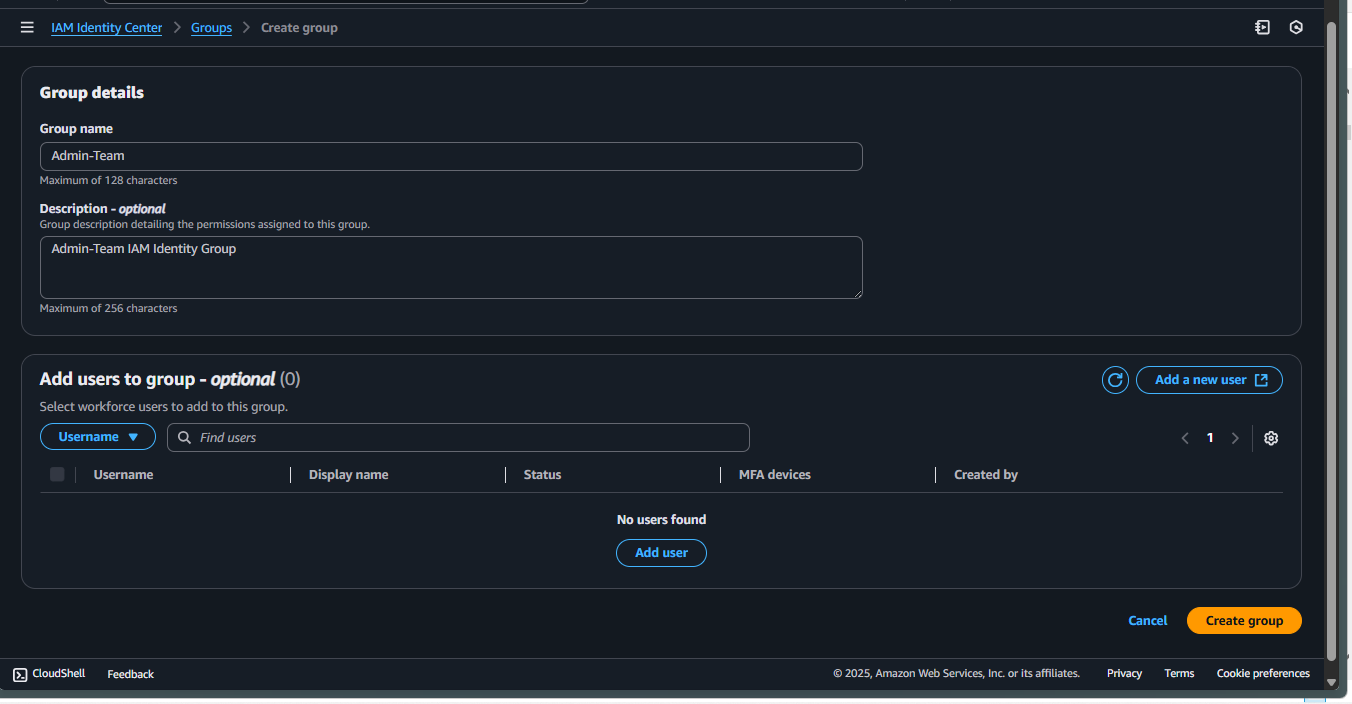 IAM Identity Center > Groups > Create group
Group details
Group name
Admin-Team
Maximum of 128 characters
Description - optional
Group description detailing the permissions assigned to this group.
Admin-Team IAM Identity Group
Maximum of 256 characters
Add users to group - optional (0)
Add a new user
Select workforce users to add to this group.
Username
Find users
1
Username Display name Status MFA devices Created by
No users found
Add user
Cancel Create group
CloudShell Feedback © 2025, Amazon Web Services, Inc. or its affiliates. Privacy Terms Cookie preferences